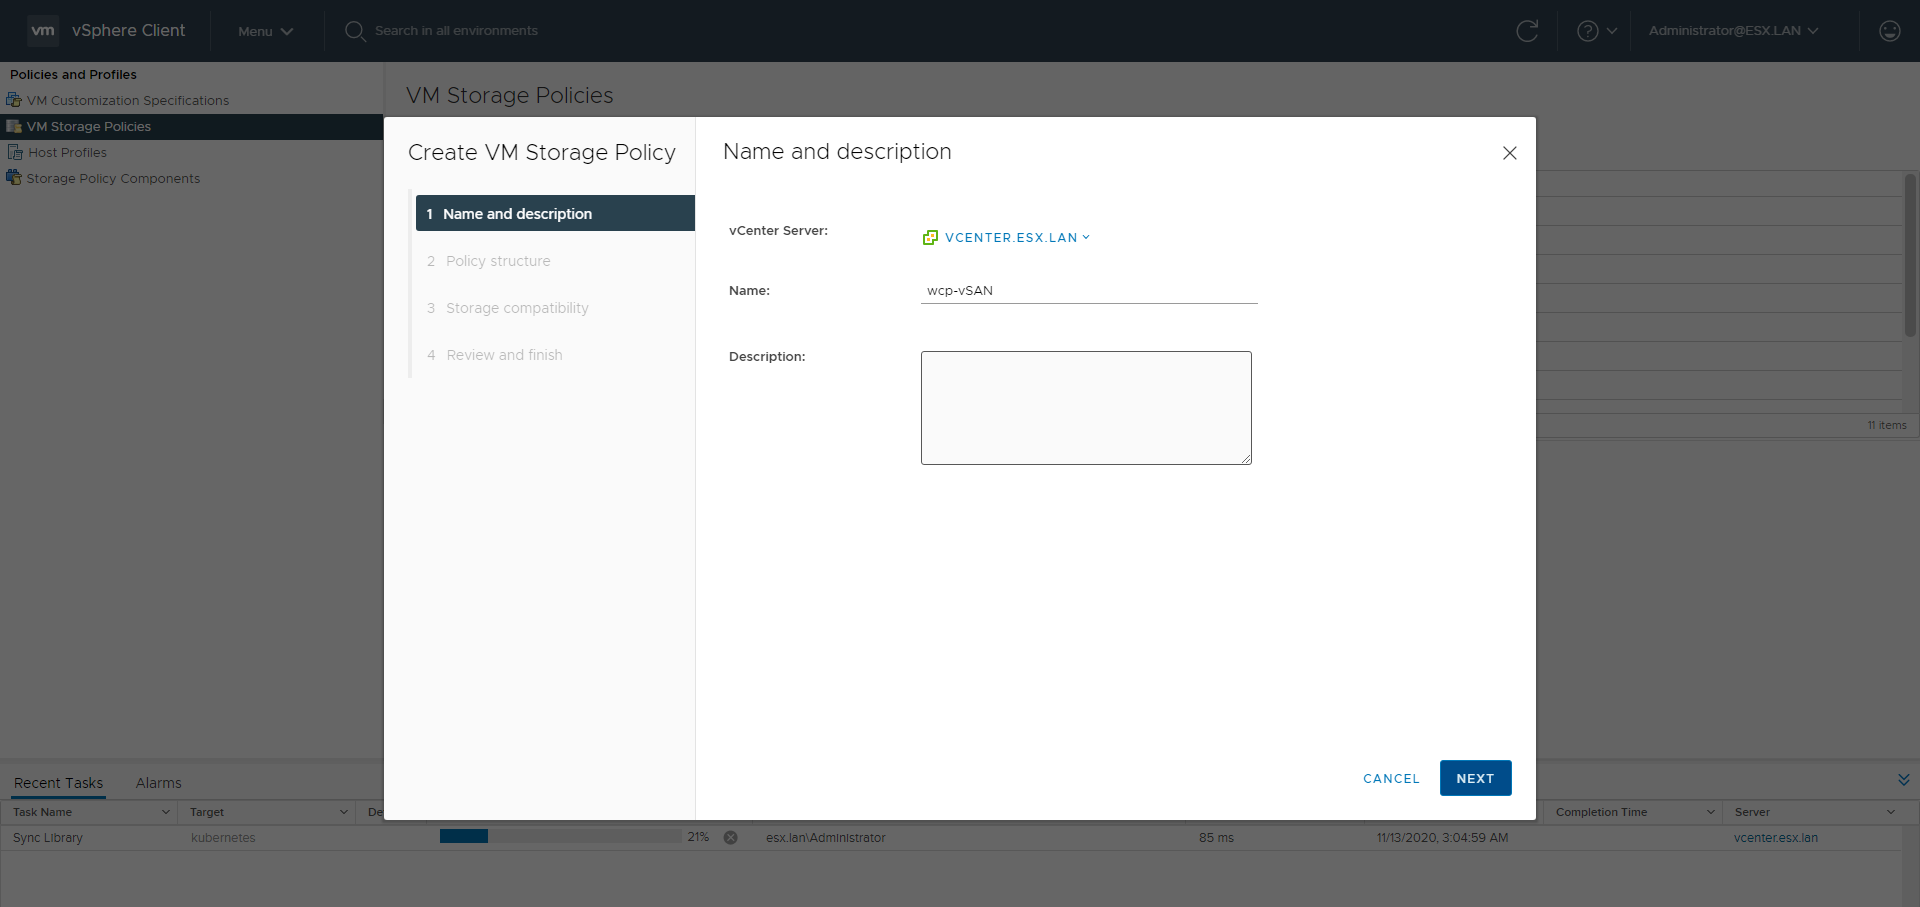 vm vSphere Client Menu Search in all environments Administrator@ESX.LAN
Policies and Profiles
VM Customization Specifications
VM Storage Policies
Host Profiles
Storage Policy Components
VM Storage Policies
11 items
Create VM Storage Policy
1 Name and description
2 Policy structure
3 Storage compatibility
4 Review and finish
Name and description
vCenter Server: VCENTER.ESX.LAN
Name: wcp-vSAN
Description:
CANCEL NEXT
Recent Tasks Alarms
Task Name Target De Completion Time Server
Sync Library kubernetes 21% esx.lan\Administrator 85 ms 11/13/2020, 3:04:59 AM vcenter.esx.lan